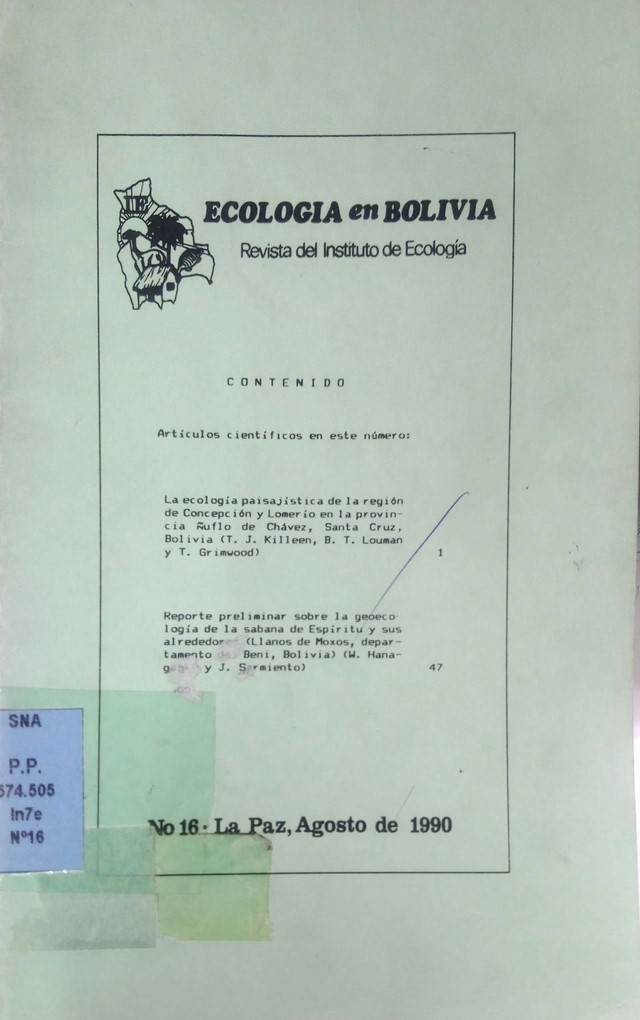 IE
ECOLOGIA en BOLIVIA
Revista del Instituto de Ecología
CONTENIDO
Artículos científicos en este número:
La ecología paisajística de la región
de Concepción y Lomerío en la provin-
cia Ñuflo de Chávez, Santa Cruz,
Bolivia (T. J. Killeen, B. T. Louman
y T. Grimwood) 1
Reporte preliminar sobre la geoeco-
logía de la sabana de Espíritu y sus
alrededores (Llanos de Moxos, depar-
tamento Beni, Bolivia) (W. Hana-
y J. Sarmiento) 47
SNA
P.P.
574.505
In7e
Nº16
No 16 · La Paz, Agosto de 1990